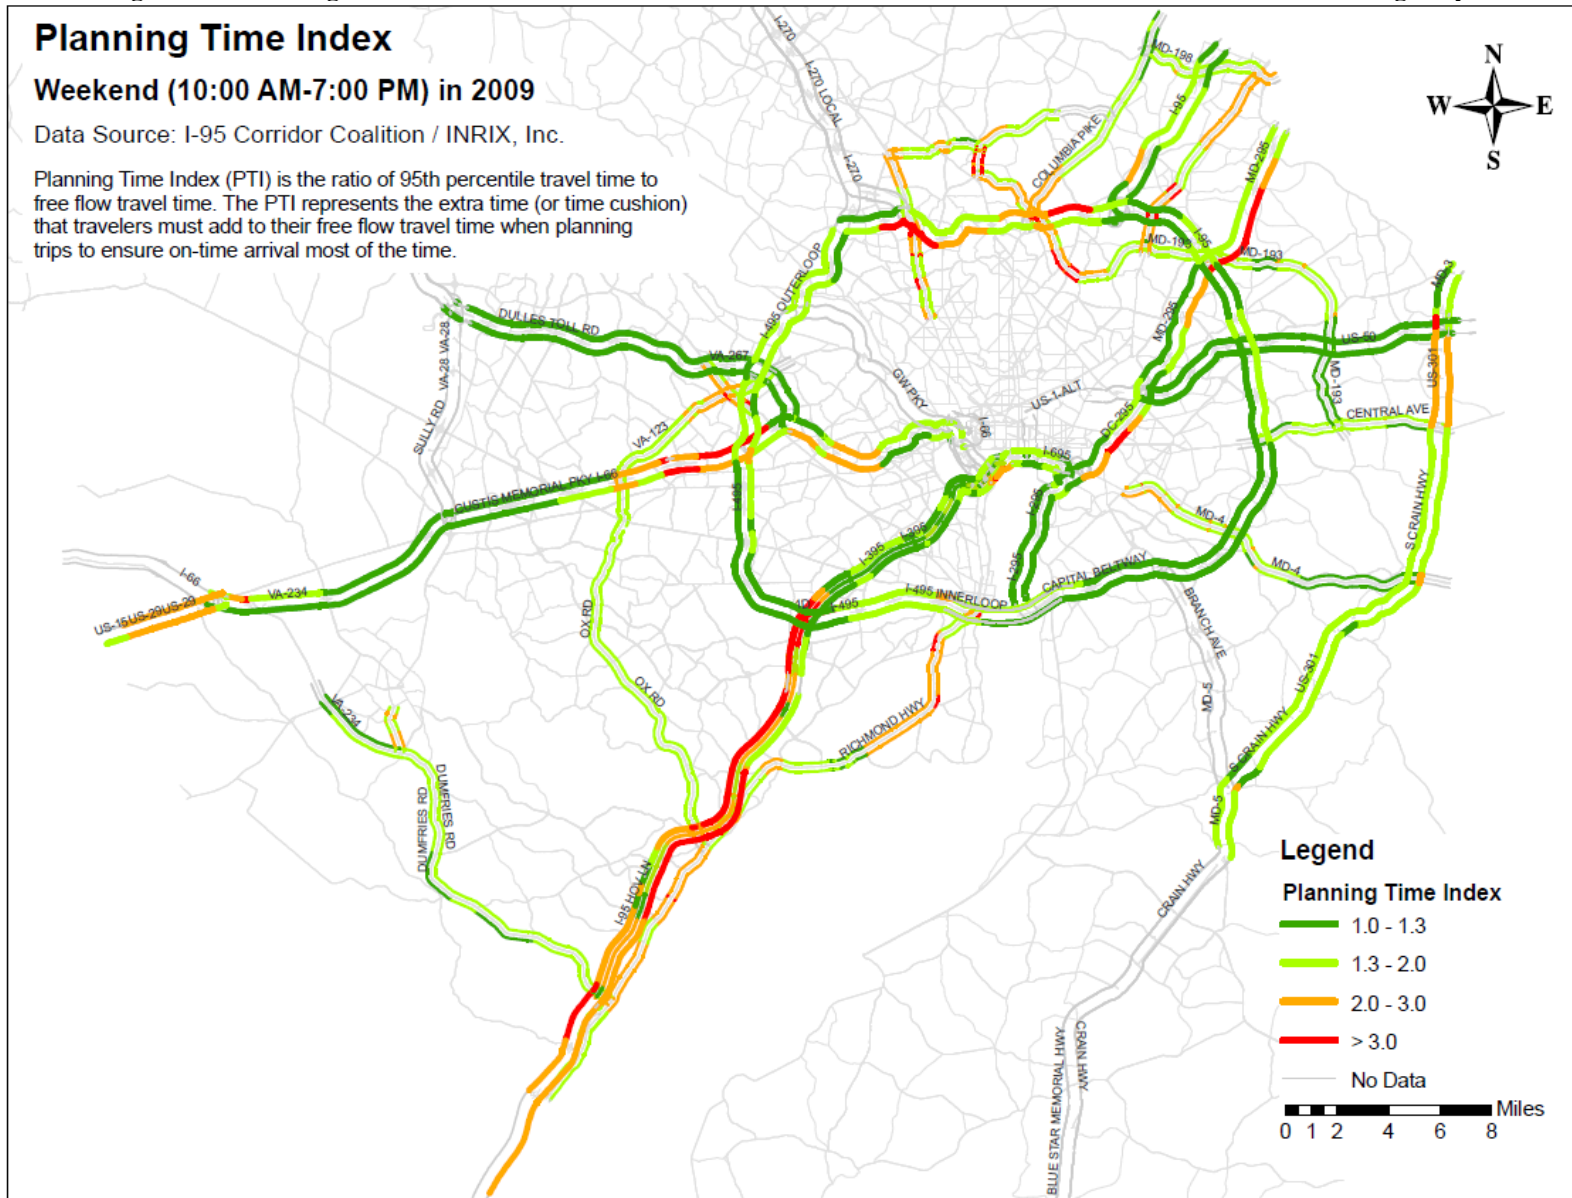 Planning Time Index
Weekend (10:00 AM-7:00 PM) in 2009
Data Source: I-95 Corridor Coalition / INRIX, Inc.
Planning Time Index (PTI) is the ratio of 95th percentile travel time to
free flow travel time. The PTI represents the extra time (or time cushion)
that travelers must add to their free flow travel time when planning
trips to ensure on-time arrival most of the time.
N
W
E
S
I-270
I-270 LOCAL
I-270
MD-198
I-95
COLUMBIA PIKE
MD-295
MD-193
I-95
MD-193
MD-3
I-495 OUTERLOOP
DULLES TOLL RD
VA-267
VA-28
VA-28
SULLY RD
MD-295
US-50
US-301
MD-193
GW PKY
US-1-ALT
I-66
DC-295
CENTRAL AVE
VA-123
I-695
CUSTIS MEMORIAL PKY I-66
I-495
I-295
I-395
I-395
MD-4
S CRAIN HWY
I-66
VA-234
US-15
US-29
US-29
I-295
CAPITAL BELTWAY
MD-4
I-495
I-495 INNERLOOP
OX RD
BRANCH AVE
OX RD
US-301
MD-5
VA-234
RICHMOND HWY
S CRAIN HWY
DUMFRIES RD
DUMFRIES RD
MD-5
I-95 HOV LN
CRAIN HWY
BLUE STAR MEMORIAL HWY
CRAIN HWY
Legend
Planning Time Index
1.0 - 1.3
1.3 - 2.0
2.0 - 3.0
> 3.0
No Data
Miles
0 1 2 4 6 8